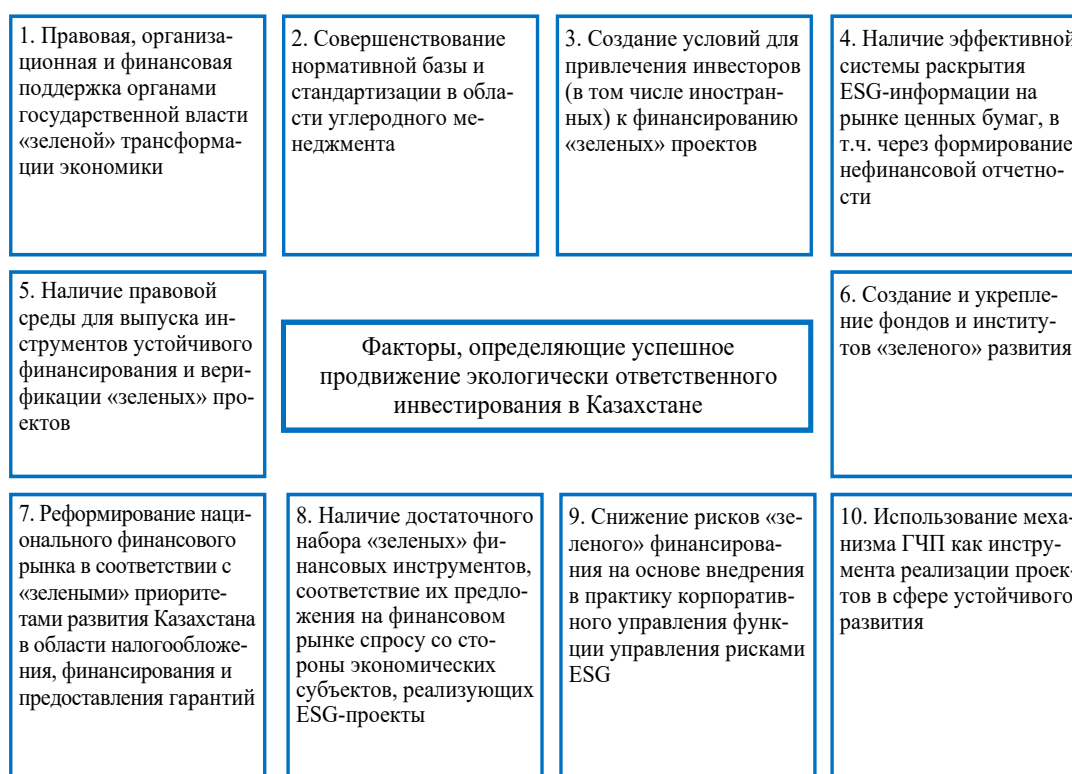 1. Правовая, организа-
ционная и финансовая
поддержка органами
государственной власти
«зеленой» трансформа-
ции экономики
2. Совершенствование
нормативной базы и
стандартизации в обла-
сти углеродного ме-
неджмента
3. Создание условий для
привлечения инвесторов
(в том числе иностран-
ных) к финансированию
«зеленых» проектов
4. Наличие эффективной
системы раскрытия
ESG-информации на
рынке ценных бумаг, в
т.ч. через формирование
нефинансовой отчетно-
сти
5. Наличие правовой
среды для выпуска ин-
струментов устойчивого
финансирования и вери-
фикации «зеленых» про-
ектов
Факторы, определяющие успешное
продвижение экологически ответственного
инвестирования в Казахстане
6. Создание и укрепле-
ние фондов и институ-
тов «зеленого» развития
7. Реформирование наци-
онального финансового
рынка в соответствии с
«зелеными» приорите-
тами развития Казахстана
в области налогообложе-
ния, финансирования и
предоставления гарантий
8. Наличие достаточного
набора «зеленых» фи-
нансовых инструментов,
соответствие их предло-
жения на финансовом
рынке спросу со сто-
роны экономических
субъектов, реализующих
ESG-проекты
9. Снижение рисков «зе-
леного» финансирова-
ния на основе внедрения
в практику корпоратив-
ного управления функ-
ции управления рисками
ESG
10. Использование меха-
низма ГЧП как инстру-
мента реализации проек-
тов в сфере устойчивого
развития